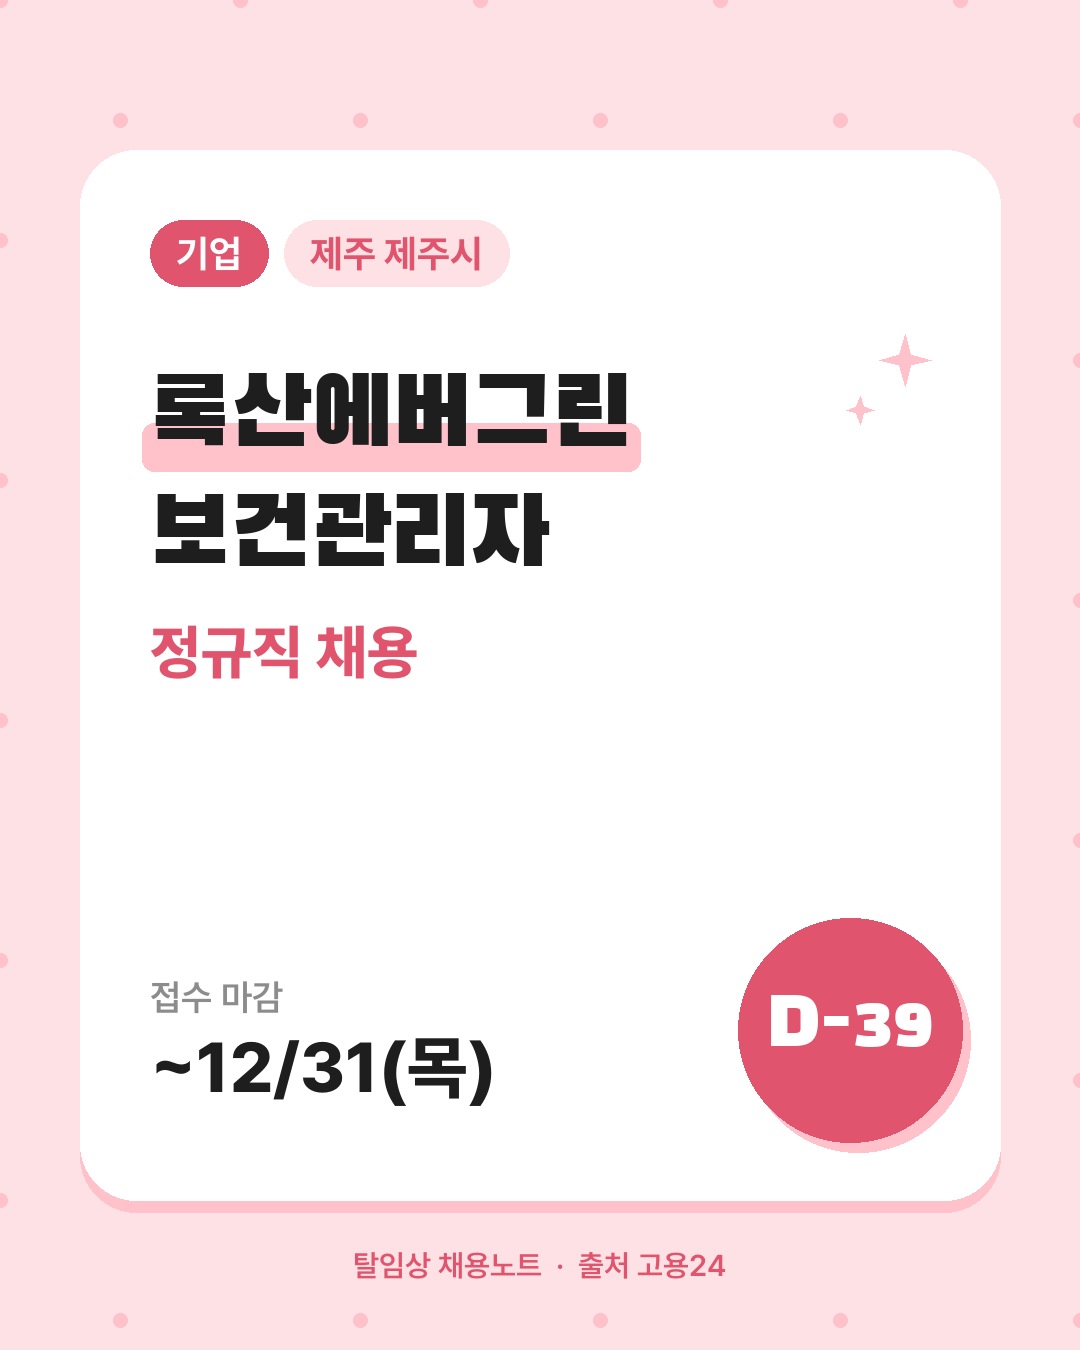 기업 제주 제주시
록산에버그린
보건관리자
정규직 채용
접수 마감
~12/31(목)
D-39
탈임상 채용노트 · 출처 고용24